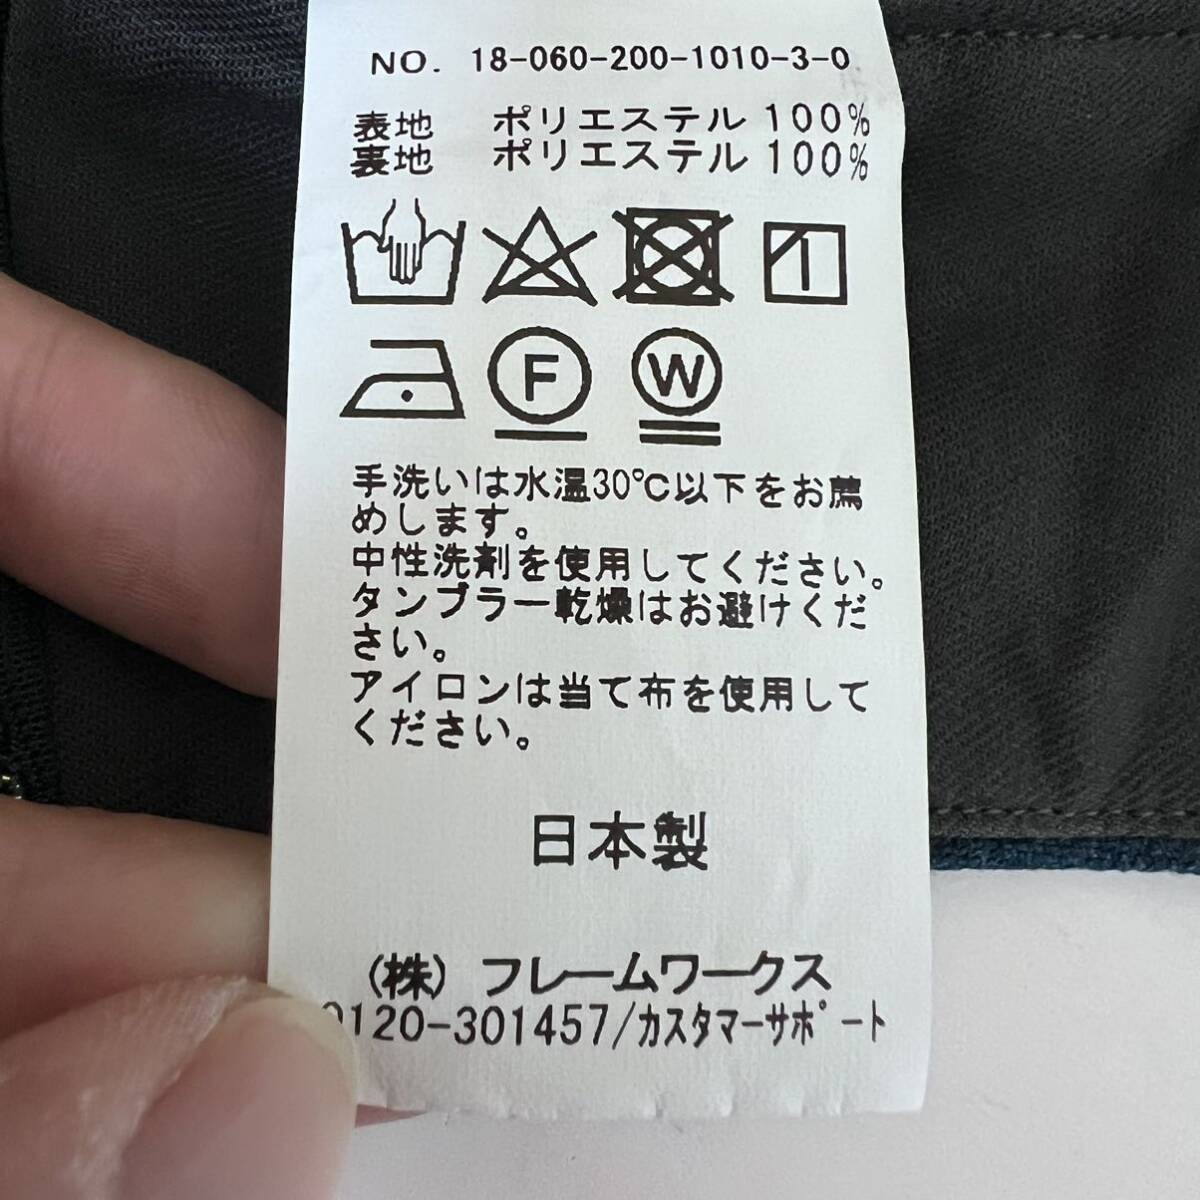 NO. 18-060-200-1010-3-0
表地 ポリエステル 100%
裏地 ポリエステル 100%
F W
手洗いは水温30℃以下をお薦
めします。
中性洗剤を使用してください。
タンブラー乾燥はお避けくだ
さい。
アイロンは当て布を使用して
ください。
日本製
(株) フレームワークス
0120-301457/カスタマーサポート